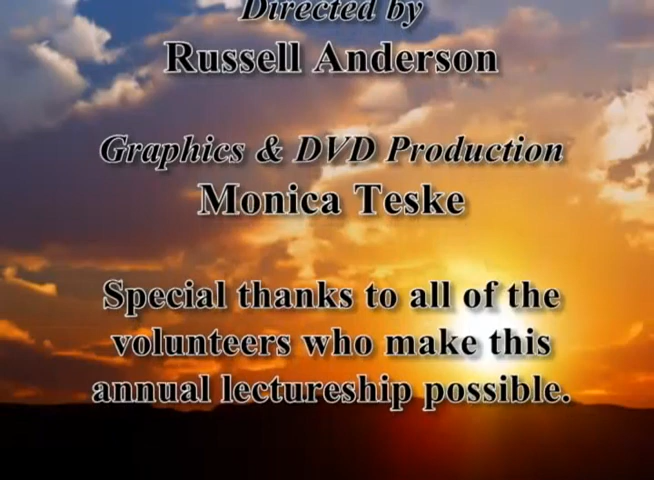 Directed by
Russell Anderson
Graphics & DVD Production
Monica Teske
Special thanks to all of the
volunteers who make this
annual lectureship possible.